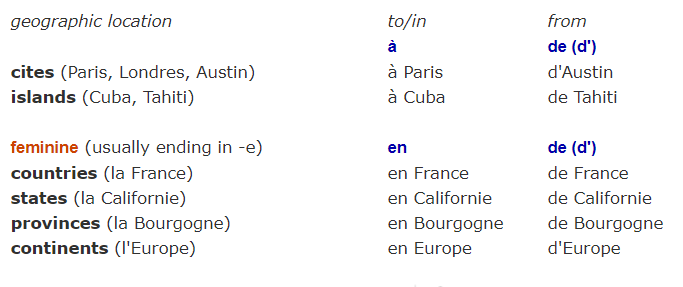 geographic location to/in from
à de (d')
cites (Paris, Londres, Austin) à Paris d'Austin
islands (Cuba, Tahiti) à Cuba de Tahiti
feminine (usually ending in -e) en de (d')
countries (la France) en France de France
states (la Californie) en Californie de Californie
provinces (la Bourgogne) en Bourgogne de Bourgogne
continents (l'Europe) en Europe d'Europe